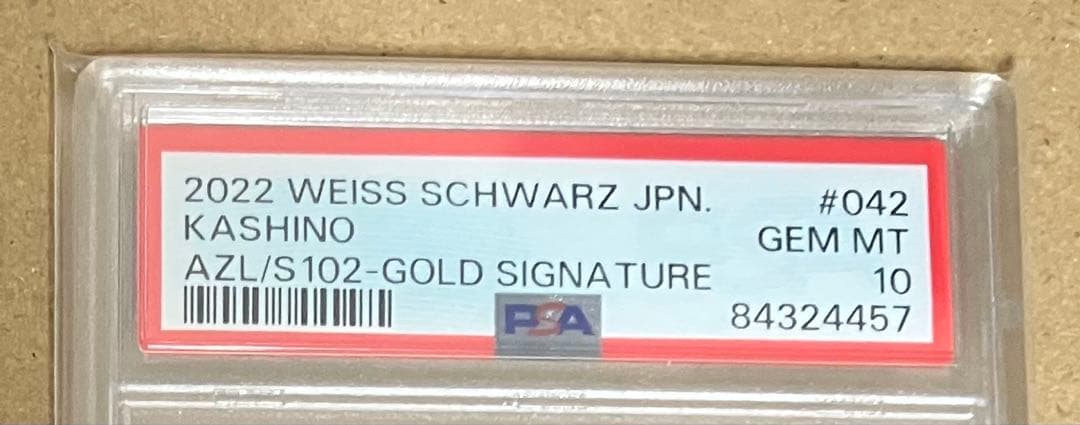 2022 WEISS SCHWARZ JPN. #042
KASHINO GEM MT
AZL/S102-GOLD SIGNATURE 10
PSA 84324457